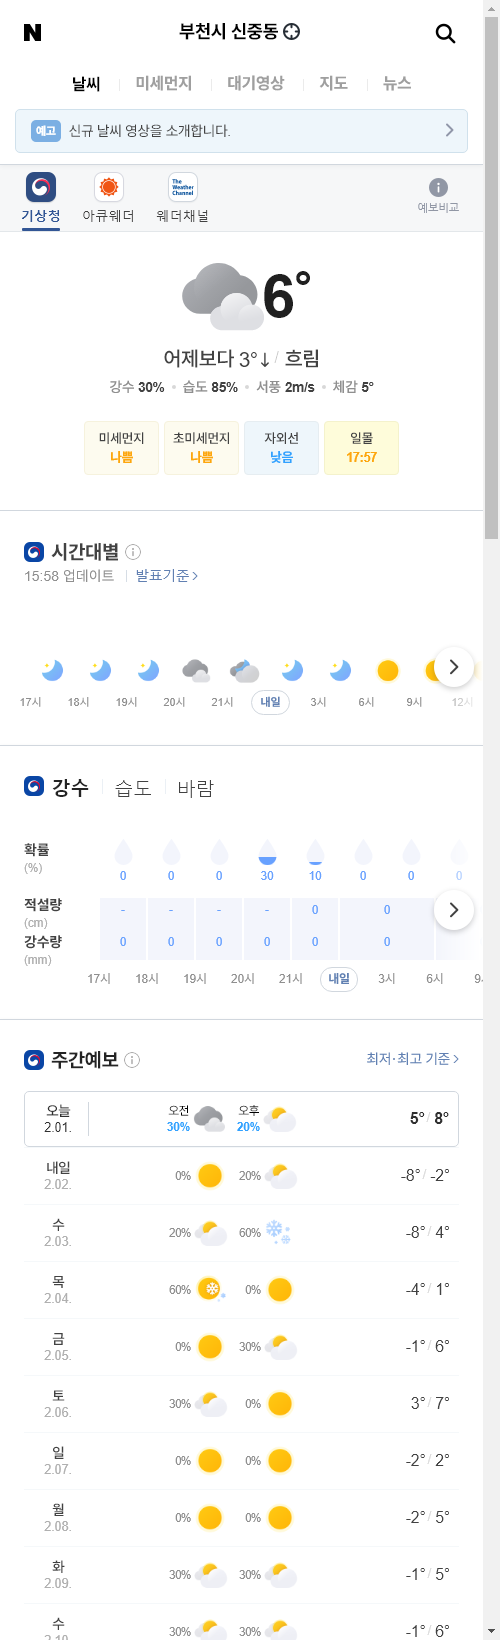 N 부천시 신중동
날씨 미세먼지 대기영상 지도 뉴스
예고 신규 날씨 영상을 소개합니다.
The Weather Channel
기상청 아큐웨더 웨더채널 예보비교
6°
어제보다 3°↓ / 흐림
강수 30% • 습도 85% • 서풍 2m/s • 체감 5°
미세먼지 초미세먼지 자외선 일몰
나쁨 나쁨 낮음 17:57
시간대별
15:58 업데이트 발표기준 >
17시 18시 19시 20시 21시 내일 3시 6시 9시 12시
강수 습도 바람
확률
(%)
0 0 0 30 10 0 0 0
적설량 - - - - 0 0
(cm)
강수량 0 0 0 0 0 0
(mm)
17시 18시 19시 20시 21시 내일 3시 6시
주간예보 최저·최고 기준 >
오늘 오전 오후 5° / 8°
2.01. 30% 20%
내일 0% 20% -8° / -2°
2.02.
수 20% 60% -8° / 4°
2.03.
목 60% 0% -4° / 1°
2.04.
금 0% 30% -1° / 6°
2.05.
토 30% 0% 3° / 7°
2.06.
일 0% 0% -2° / 2°
2.07.
월 0% 0% -2° / 5°
2.08.
화 30% 30% -1° / 5°
2.09.
수 30% 30% -1° / 6°